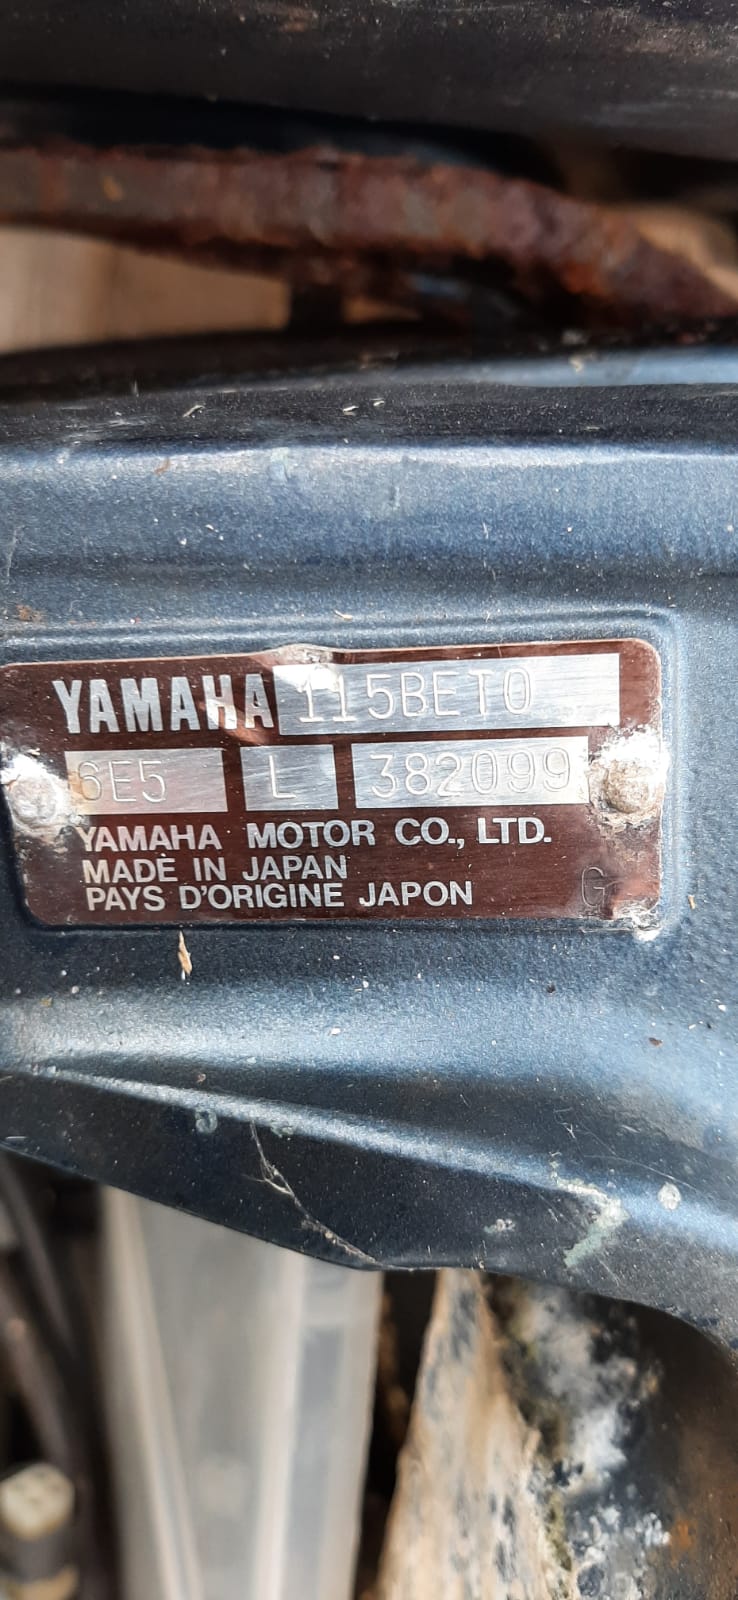 YAMAHA 115BETO
6E5 L 382099
YAMAHA MOTOR CO., LTD.
MADE IN JAPAN
PAYS D'ORIGINE JAPON G